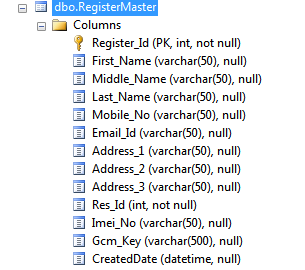 dbo.RegisterMaster
Columns
Register_Id (PK, int, not null)
First_Name (varchar(50), null)
Middle_Name (varchar(50), null)
Last_Name (varchar(50), null)
Mobile_No (varchar(50), null)
Email_Id (varchar(50), null)
Address_1 (varchar(50), null)
Address_2 (varchar(50), null)
Address_3 (varchar(50), null)
Res_Id (int, not null)
Imei_No (varchar(50), null)
Gcm_Key (varchar(500), null)
CreatedDate (datetime, null)